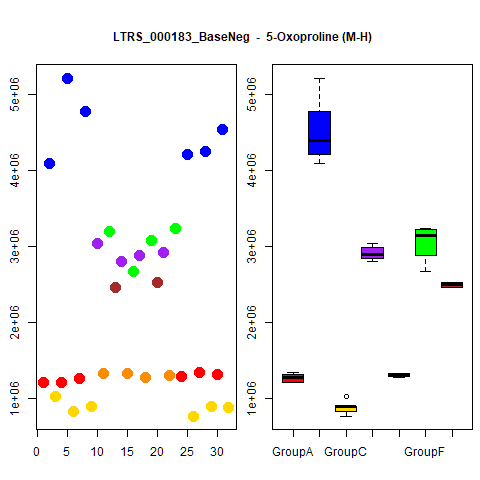 LTRS_000183_BaseNeg - 5-Oxoproline (M-H)
5e+06
4e+06
3e+06
2e+06
1e+06
0 5 10 15 20 25 30
5e+06
4e+06
3e+06
2e+06
1e+06
GroupA GroupC GroupF